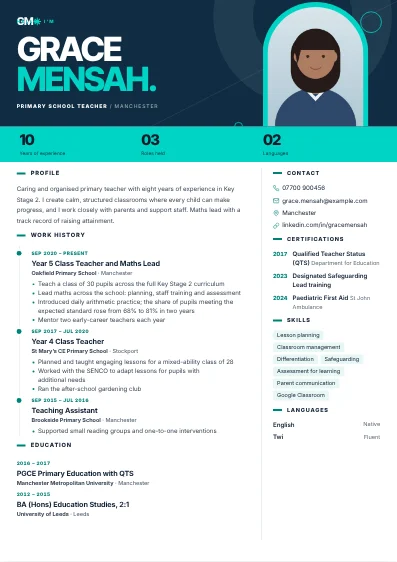 GM✳ I'M
GRACE
MENSAH.
PRIMARY SCHOOL TEACHER / MANCHESTER
10
Years of experience
03
Roles held
02
Languages
PROFILE
Caring and organised primary teacher with eight years of experience in Key
Stage 2. I create calm, structured classrooms where every child can make
progress, and I work closely with parents and support staff. Maths lead with a
track record of raising attainment.
WORK HISTORY
SEP 2020 – PRESENT
Year 5 Class Teacher and Maths Lead
Oakfield Primary School · Manchester
• Teach a class of 30 pupils across the full Key Stage 2 curriculum
• Lead maths across the school: planning, staff training and assessment
• Introduced daily arithmetic practice; the share of pupils meeting the
expected standard rose from 68% to 81% in two years
• Mentor two early-career teachers each year
SEP 2017 – JUL 2020
Year 4 Class Teacher
St Mary's CE Primary School · Stockport
• Planned and taught engaging lessons for a mixed-ability class of 28
• Worked with the SENCO to adapt lessons for pupils with
additional needs
• Ran the after-school gardening club
SEP 2015 – JUL 2016
Teaching Assistant
Brookside Primary School · Manchester
• Supported small reading groups and one-to-one interventions
EDUCATION
2016 – 2017
PGCE Primary Education with QTS
Manchester Metropolitan University · Manchester
2012 – 2015
BA (Hons) Education Studies, 2:1
University of Leeds · Leeds
CONTACT
07700 900456
grace.mensah@example.com
Manchester
linkedin.com/in/gracemensah
CERTIFICATIONS
2017 Qualified Teacher Status
(QTS) Department for Education
2023 Designated Safeguarding
Lead training
2024 Paediatric First Aid St John
Ambulance
SKILLS
Lesson planning
Classroom management
Differentiation Safeguarding
Assessment for learning
Parent communication
Google Classroom
LANGUAGES
English Native
Twi Fluent